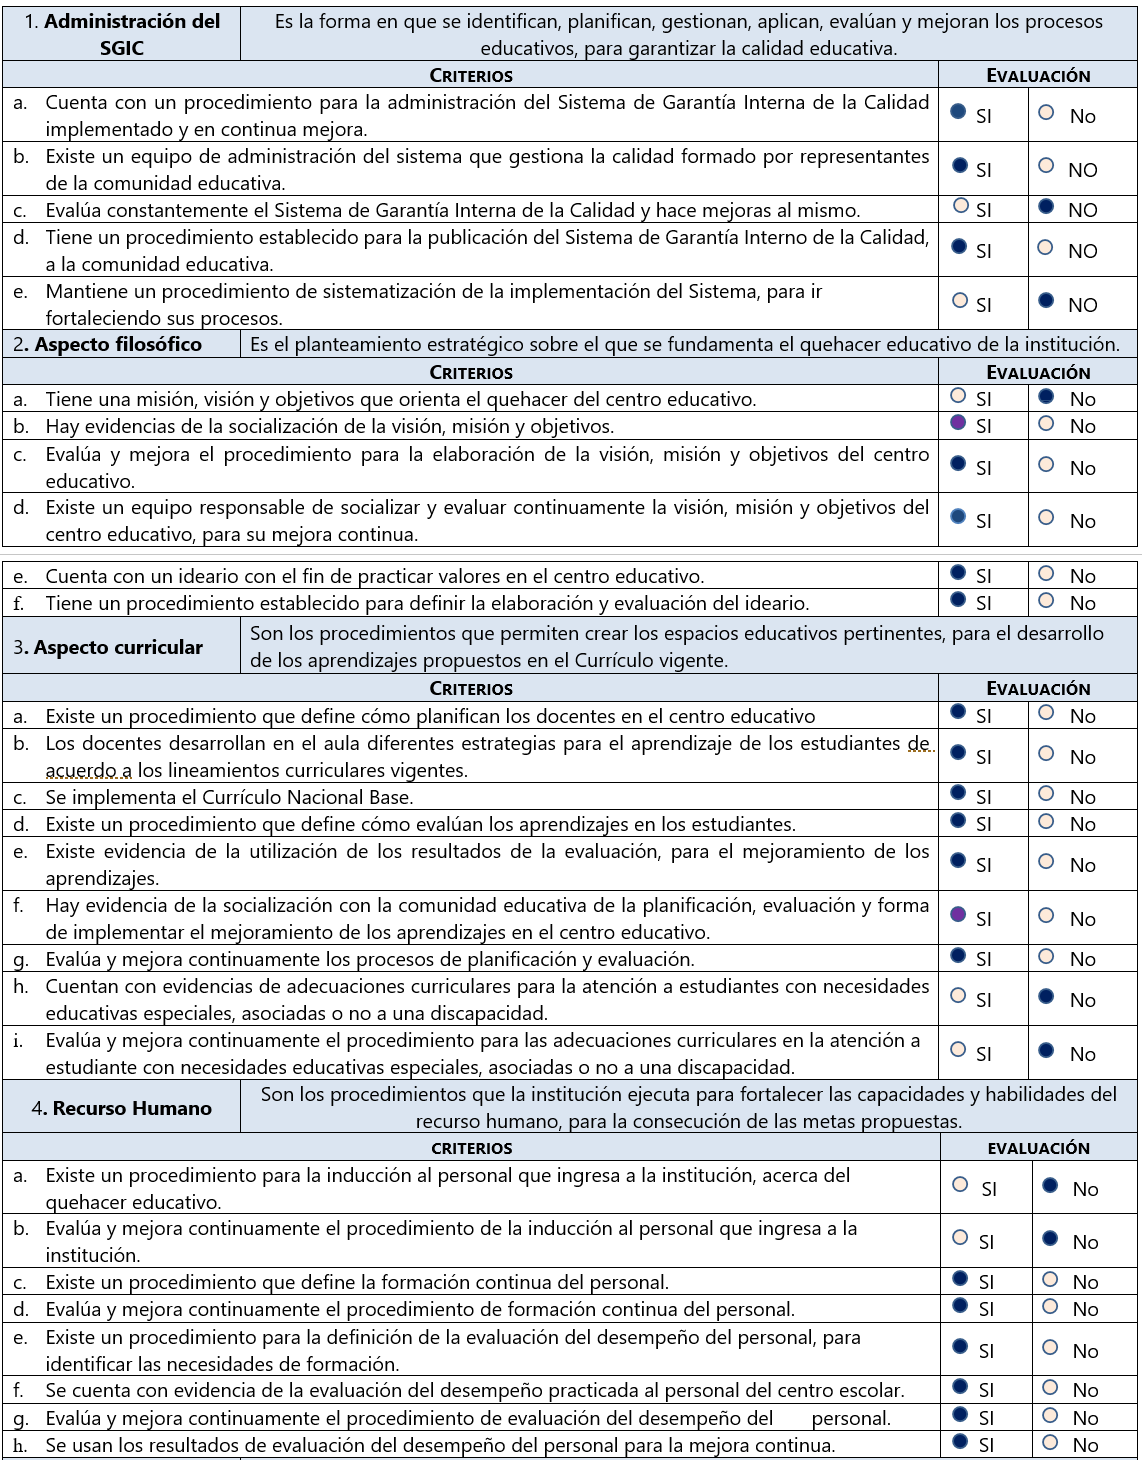 1. Administración del
SGIC
Es la forma en que se identifican, planifican, gestionan, aplican, evalúan y mejoran los procesos
educativos, para garantizar la calidad educativa.
CRITERIOS EVALUACIÓN
a. Cuenta con un procedimiento para la administración del Sistema de Garantía Interna de la Calidad
implementado y en continua mejora.
SI No
b. Existe un equipo de administración del sistema que gestiona la calidad formado por representantes
de la comunidad educativa.
SI NO
c. Evalúa constantemente el Sistema de Garantía Interna de la Calidad y hace mejoras al mismo. SI NO
d. Tiene un procedimiento establecido para la publicación del Sistema de Garantía Interno de la Calidad,
a la comunidad educativa.
SI NO
e. Mantiene un procedimiento de sistematización de la implementación del Sistema, para ir
fortaleciendo sus procesos.
SI NO
2. Aspecto filosófico Es el planteamiento estratégico sobre el que se fundamenta el quehacer educativo de la institución.
CRITERIOS EVALUACIÓN
a. Tiene una misión, visión y objetivos que orienta el quehacer del centro educativo. SI No
b. Hay evidencias de la socialización de la visión, misión y objetivos. SI No
c. Evalúa y mejora el procedimiento para la elaboración de la visión, misión y objetivos del centro
educativo.
SI No
d. Existe un equipo responsable de socializar y evaluar continuamente la visión, misión y objetivos del
centro educativo, para su mejora continua.
SI No
e. Cuenta con un ideario con el fin de practicar valores en el centro educativo. SI No
f. Tiene un procedimiento establecido para definir la elaboración y evaluación del ideario. SI No
3. Aspecto curricular
Son los procedimientos que permiten crear los espacios educativos pertinentes, para el desarrollo
de los aprendizajes propuestos en el Currículo vigente.
CRITERIOS EVALUACIÓN
a. Existe un procedimiento que define cómo planifican los docentes en el centro educativo SI No
b. Los docentes desarrollan en el aula diferentes estrategias para el aprendizaje de los estudiantes de
acuerdo a los lineamientos curriculares vigentes.
SI No
c. Se implementa el Currículo Nacional Base. SI No
d. Existe un procedimiento que define cómo evalúan los aprendizajes en los estudiantes. SI No
e. Existe evidencia de la utilización de los resultados de la evaluación, para el mejoramiento de los
aprendizajes.
SI No
f. Hay evidencia de la socialización con la comunidad educativa de la planificación, evaluación y forma
de implementar el mejoramiento de los aprendizajes en el centro educativo.
SI No
g. Evalúa y mejora continuamente los procesos de planificación y evaluación. SI No
h. Cuentan con evidencias de adecuaciones curriculares para la atención a estudiantes con necesidades
educativas especiales, asociadas o no a una discapacidad.
SI No
i. Evalúa y mejora continuamente el procedimiento para las adecuaciones curriculares en la atención a
estudiante con necesidades educativas especiales, asociadas o no a una discapacidad.
SI No
4. Recurso Humano
Son los procedimientos que la institución ejecuta para fortalecer las capacidades y habilidades del
recurso humano, para la consecución de las metas propuestas.
CRITERIOS EVALUACIÓN
a. Existe un procedimiento para la inducción al personal que ingresa a la institución, acerca del
quehacer educativo.
SI No
b. Evalúa y mejora continuamente el procedimiento de la inducción al personal que ingresa a la
institución.
SI No
c. Existe un procedimiento que define la formación continua del personal. SI No
d. Evalúa y mejora continuamente el procedimiento de formación continua del personal. SI No
e. Existe un procedimiento para la definición de la evaluación del desempeño del personal, para
identificar las necesidades de formación.
SI No
f. Se cuenta con evidencia de la evaluación del desempeño practicada al personal del centro escolar. SI No
g. Evalúa y mejora continuamente el procedimiento de evaluación del desempeño del personal. SI No
h. Se usan los resultados de evaluación del desempeño del personal para la mejora continua. SI No